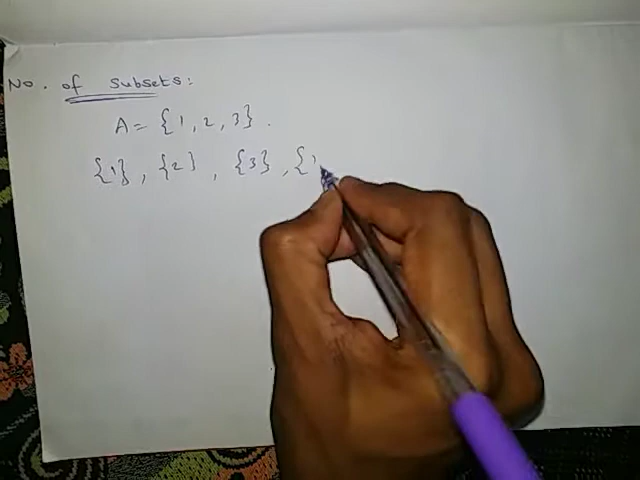 No. of subsets:
A = {1, 2, 3}.
{1}, {2}, {3}, {1